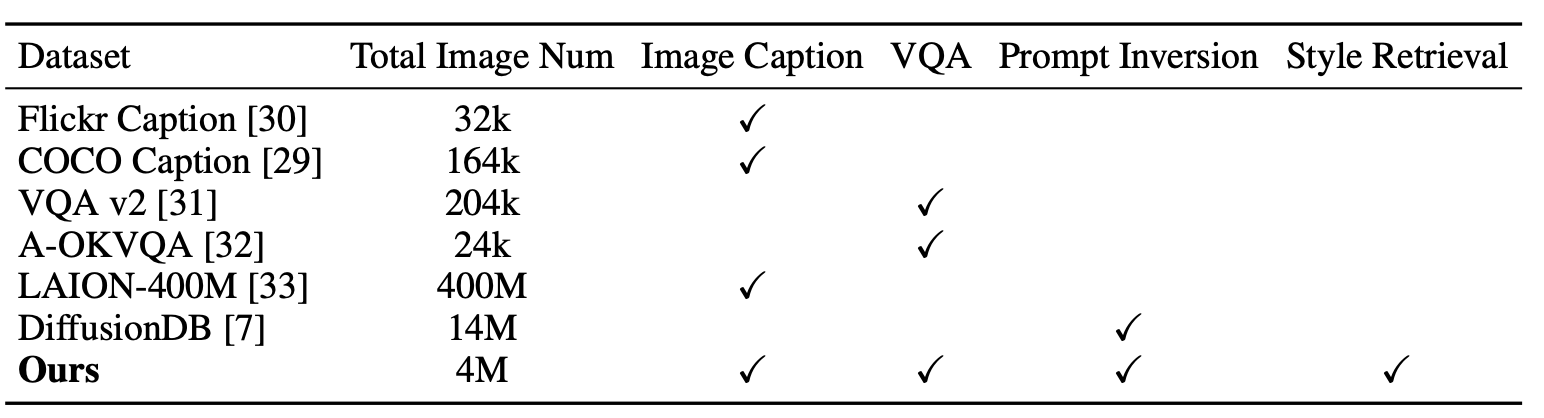 Dataset Total Image Num Image Caption VQA Prompt Inversion Style Retrieval
Flickr Caption [30] 32k ✓
COCO Caption [29] 164k ✓
VQA v2 [31] 204k ✓
A-OKVQA [32] 24k ✓
LAION-400M [33] 400M ✓
DiffusionDB [7] 14M ✓
Ours 4M ✓ ✓ ✓ ✓